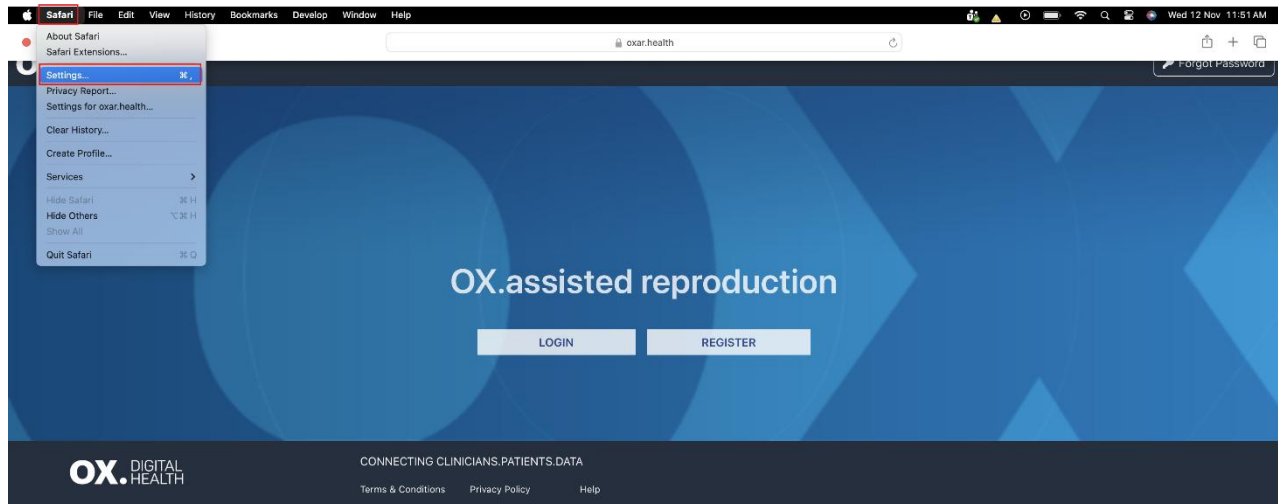 Safari File Edit View History Bookmarks Develop Window Help Wed 12 Nov 11:51 AM
About Safari
Safari Extensions...
Settings... ⌘ ,
Privacy Report...
Settings for oxar.health...
Clear History...
Create Profile...
Services >
Hide Safari ⌘ H
Hide Others ⌥ ⌘ H
Show All
Quit Safari ⌘ Q
oxar.health
Forgot Password
OX.assisted reproduction
LOGIN REGISTER
OX. DIGITAL
HEALTH
CONNECTING CLINICIANS.PATIENTS.DATA
Terms & Conditions Privacy Policy Help